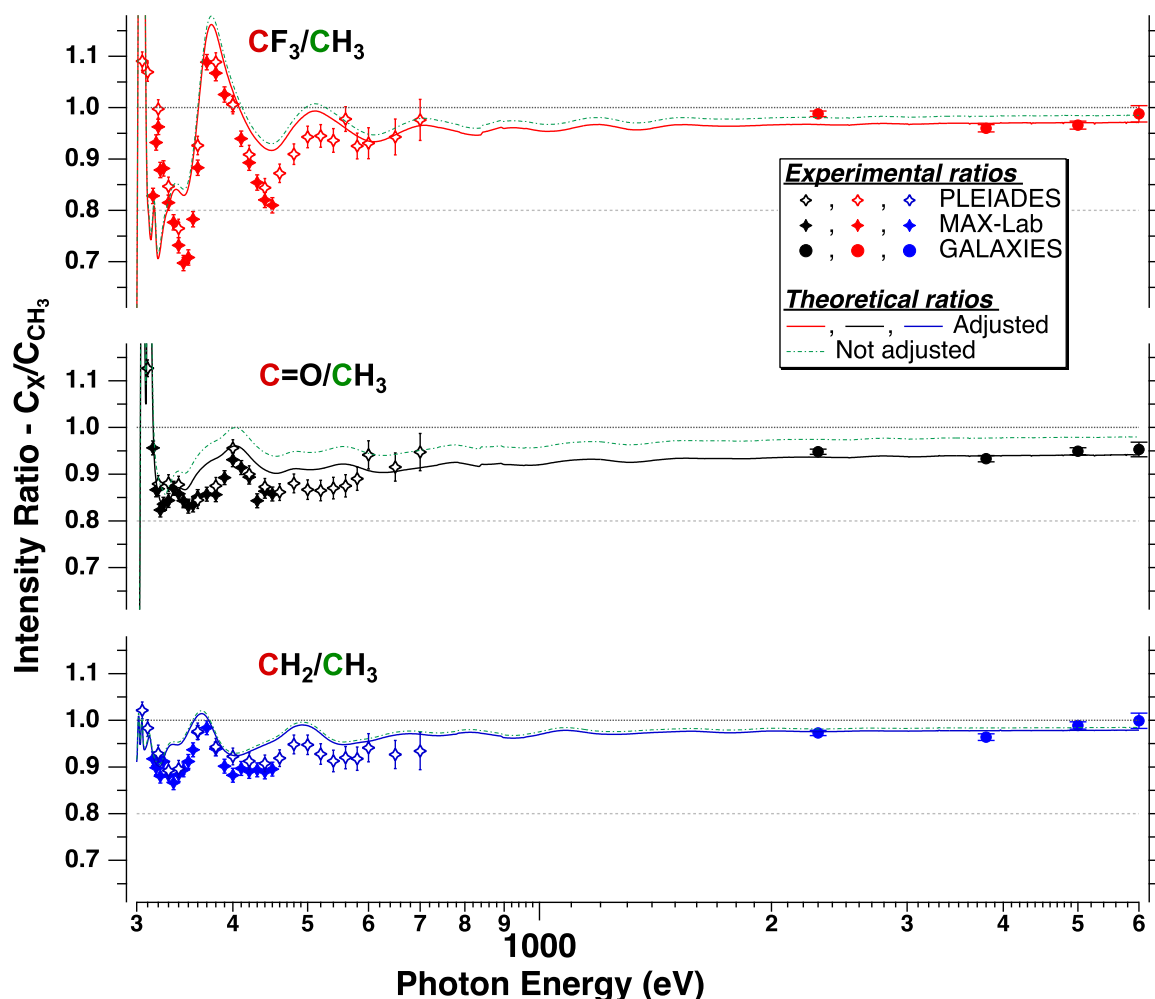 Intensity Ratio - CX/CCH3
CF3/CH3
1.1
1.0
0.9
0.8
0.7
Experimental ratios
, , PLEIADES
, , MAX-Lab
, , GALAXIES
Theoretical ratios
, , Adjusted
Not adjusted
C=O/CH3
1.1
1.0
0.9
0.8
0.7
CH2/CH3
1.1
1.0
0.9
0.8
0.7
3 4 5 6 7 8 9 2 3 4 5 6
1000
Photon Energy (eV)